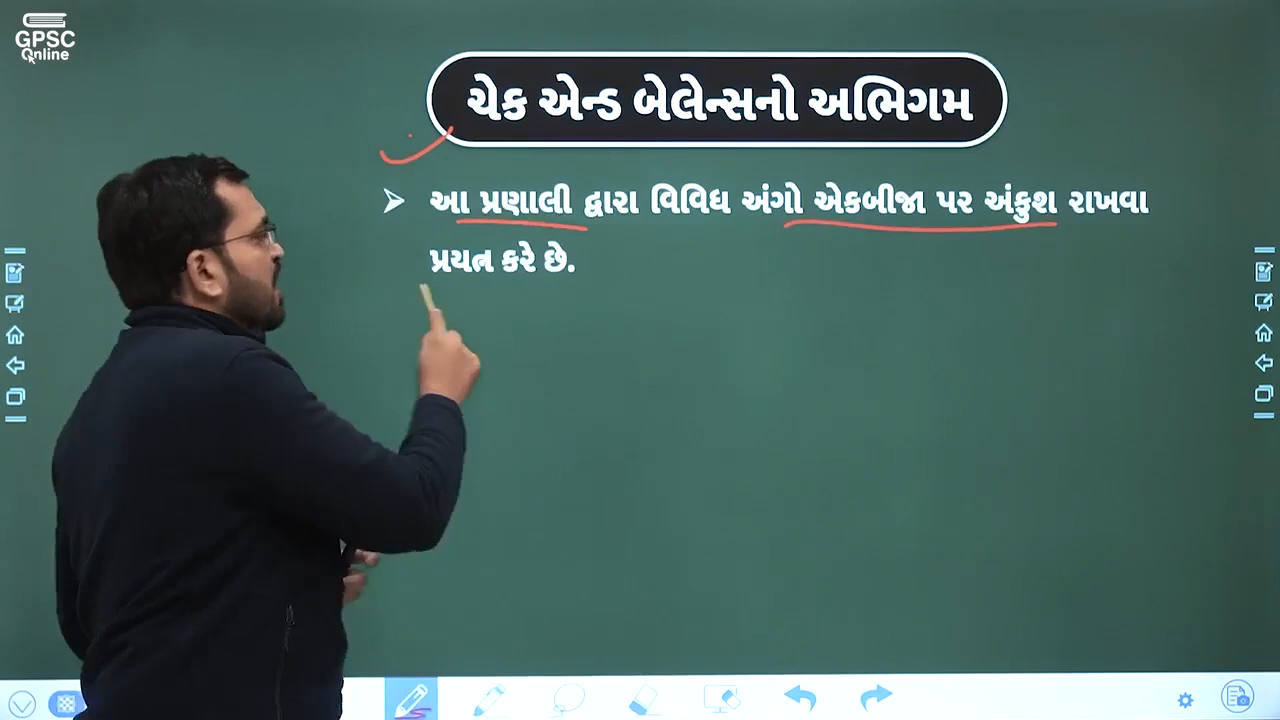 GPSC
Online
ચેક એન્ડ બેલેન્સનો અભિગમ
આ પ્રણાલી દ્વારા વિવિધ અંગો એકબીજા પર અંકુશ રાખવા
પ્રયત્ન કરે છે.